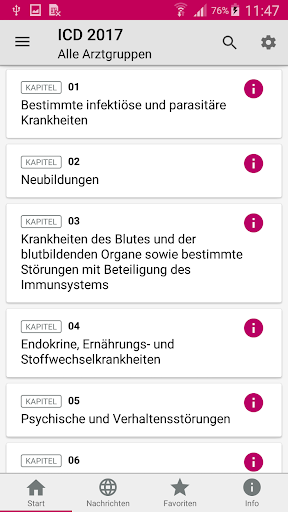 76% 11:47
ICD 2017
Alle Arztgruppen
KAPITEL 01
Bestimmte infektiöse und parasitäre
Krankheiten
KAPITEL 02
Neubildungen
KAPITEL 03
Krankheiten des Blutes und der
blutbildenden Organe sowie bestimmte
Störungen mit Beteiligung des
Immunsystems
KAPITEL 04
Endokrine, Ernährungs- und
Stoffwechselkrankheiten
KAPITEL 05
Psychische und Verhaltensstörungen
KAPITEL 06
Start Nachrichten Favoriten Info